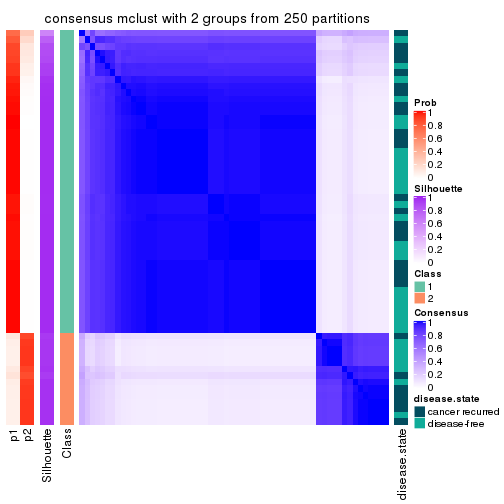 consensus mclust with 2 groups from 250 partitions
Prob
1
0.8
0.6
0.4
0.2
0
Silhouette
1
0.8
0.6
0.4
0.2
0
Class
1
2
Consensus
1
0.8
0.6
0.4
0.2
0
disease.state
cancer recurred
disease-free
p1
p2
Silhouette
Class
disease.state